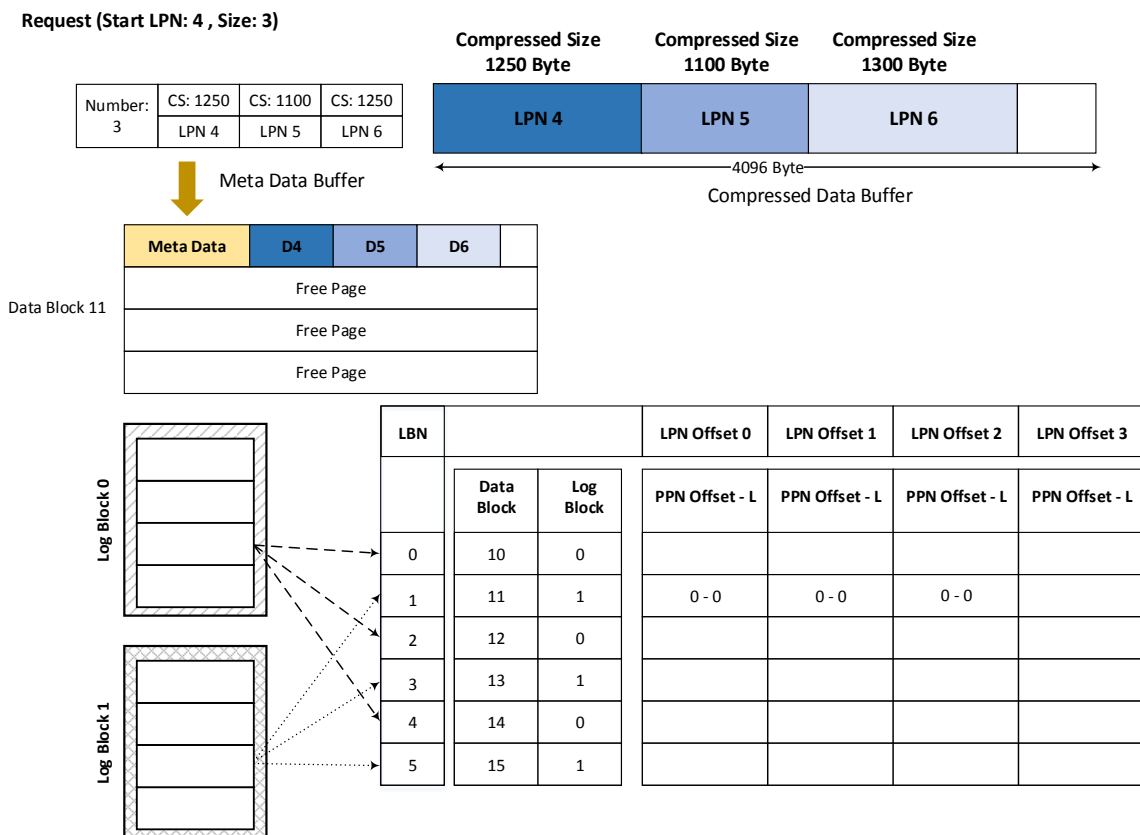 Request (Start LPN: 4 , Size: 3)
Compressed Size
1250 Byte
Compressed Size
1100 Byte
Compressed Size
1300 Byte
Number:
3
CS: 1250
CS: 1100
CS: 1250
LPN 4
LPN 5
LPN 6
LPN 4
LPN 5
LPN 6
4096 Byte
Compressed Data Buffer
Meta Data Buffer
Meta Data
D4
D5
D6
Data Block 11
Free Page
Free Page
Free Page
Log Block 0
Log Block 1
LBN
LPN Offset 0
LPN Offset 1
LPN Offset 2
LPN Offset 3
Data
Block
Log
Block
PPN Offset - L
PPN Offset - L
PPN Offset - L
PPN Offset - L
0 10 0
1 11 1 0 - 0 0 - 0 0 - 0
2 12 0
3 13 1
4 14 0
5 15 1